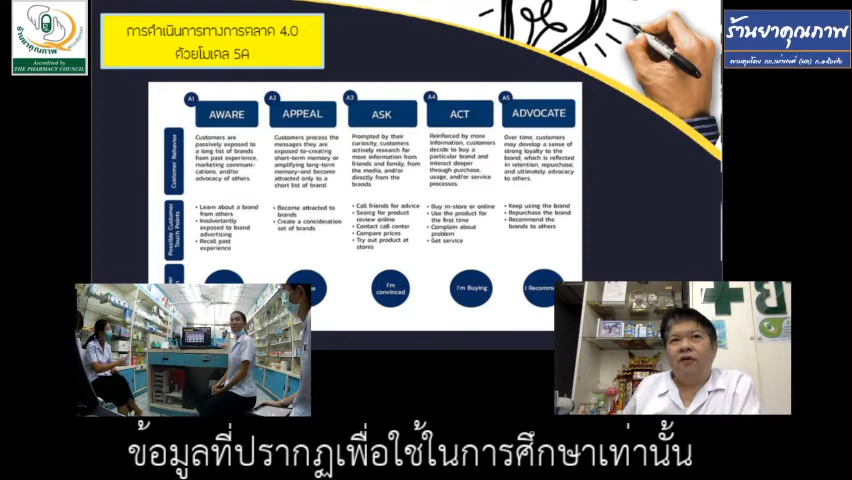 ร้านยาคุณภาพ
Accredited by
THE PHARMACY COUNCIL
การดำเนินการทางการตลาด 4.0
ด้วยโมเดล 5A
ร้านยาคุณภาพ
A1
AWARE
A2
APPEAL
A3
ASK
A4
ACT
A5
ADVOCATE
Customer Behavior
Customers are
passively exposed to
a long list of brands
from past experience,
marketing communi-
cations, and/or
advocacy of others.
Customers process the
messages they are
exposed to-creating
short-term memory or
amplifying long-term
memory-and become
attracted only to a
short list of brand.
Prompted by their
curiosity, customers
actively research for
more information from
friends and family, from
the media, and/or
directly from the
brands.
Reinforced by more
information, customers
decide to buy a
particular brand and
interact deeper
through purchase,
usage, and/or service
processes.
Over time, customers
may develop a sense of
strong loyalty to the
brand, which is reflected
in retention, repurchase,
and ultimately advocacy
to others.
Possible Customer
Touch Points
• Learn about a brand
from others
• Inadvertently
exposed to brand
advertising
• Recall past
experience
• Become attracted to
brands
• Create a consideration
set of brands
• Call friends for advice
• Searcg for product
review online
• Contact call center
• Compare prices
• Try out product at
stores
• Buy in-store or online
• Use the product for
the first time
• Complain about
problem
• Get service
• Keep using the brand
• Repurchase the brand
• Recommend the
brands to others
I'm
convinced
I'm Buying
I Recommend
ข้อมูลที่ปรากฏเพื่อใช้ในการศึกษาเท่านั้น